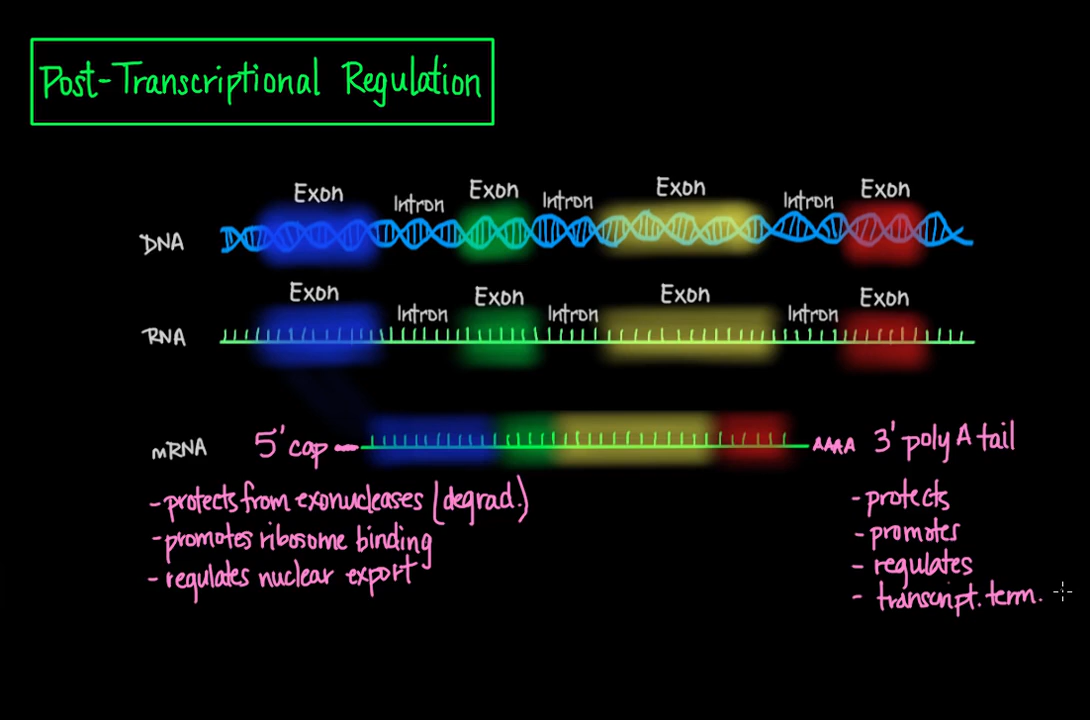 Post-Transcriptional Regulation
Exon Intron Exon Intron Exon Intron Exon
DNA
Exon Intron Exon Intron Exon Intron Exon
RNA
mRNA 5' cap AAAA 3' poly A tail
- protects from exonucleases (degrad.)
- promotes ribosome binding
- regulates nuclear export
- protects
- promotes
- regulates
- transcript. term.